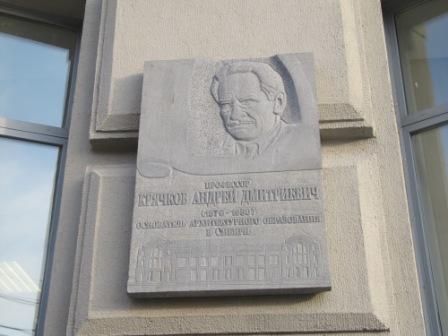 ПРОФЕССОР
КРЯЧКОВ АНДРЕЙ ДМИТРИЕВИЧ
(1876 - 1950)
ОСНОВАТЕЛЬ АРХИТЕКТУРНОГО ОБРАЗОВАНИЯ
В СИБИРИ